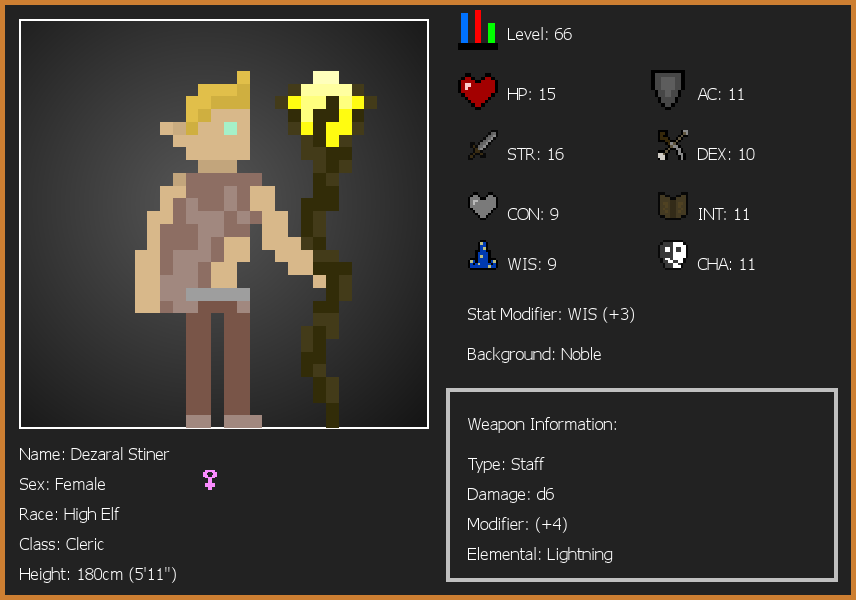 Level: 66
HP: 15
AC: 11
STR: 16
DEX: 10
CON: 9
INT: 11
WIS: 9
CHA: 11
Stat Modifier: WIS (+3)
Background: Noble
Weapon Information:
Type: Staff
Damage: d6
Modifier: (+4)
Elemental: Lightning
Name: Dezaral Stiner
Sex: Female
Race: High Elf
Class: Cleric
Height: 180cm (5'11")